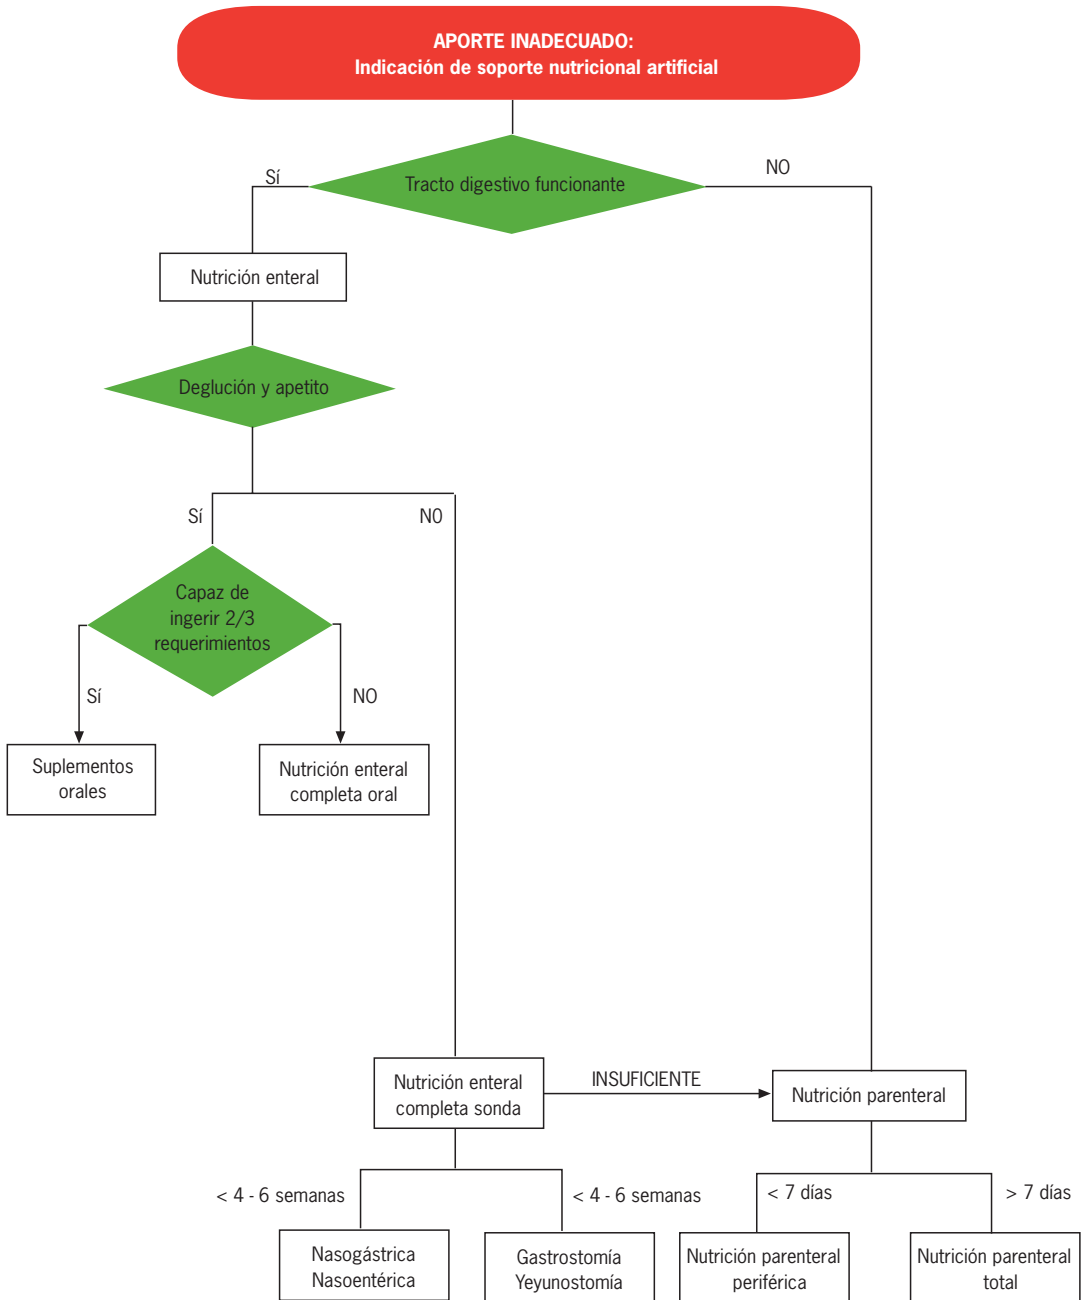 APORTE INADECUADO:
Indicación de soporte nutricional artificial
Tracto digestivo funcionante
Sí
NO
Nutrición enteral
Deglución y apetito
Sí
NO
Capaz de
ingerir 2/3
requerimientos
Sí
NO
Suplementos
orales
Nutrición enteral
completa oral
Nutrición enteral
completa sonda
INSUFICIENTE
Nutrición parenteral
< 4 - 6 semanas
< 4 - 6 semanas
< 7 días
> 7 días
Nasogástrica
Nasoentérica
Gastrostomía
Yeyunostomía
Nutrición parenteral
periférica
Nutrición parenteral
total